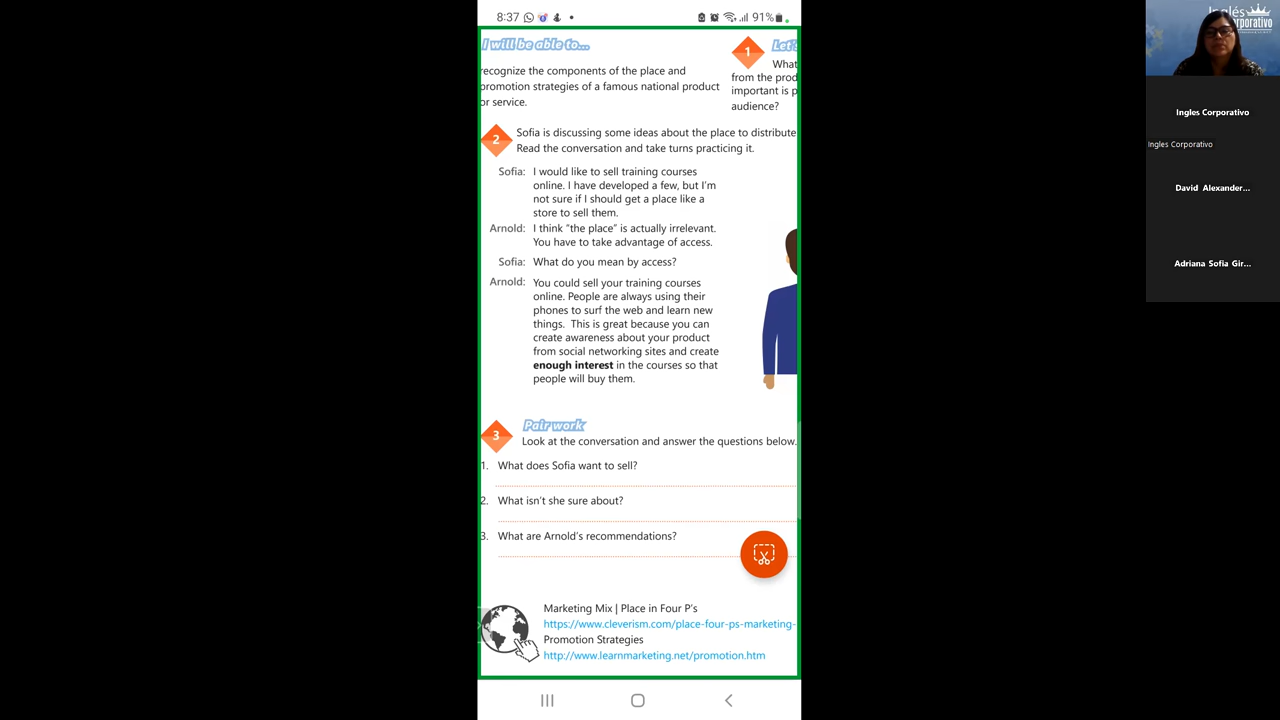 8:37
91%
I will be able to...
recognize the components of the place and
promotion strategies of a famous national product
or service.
1
Let's
What
from the prod
important is p
audience?
2
Sofia is discussing some ideas about the place to distribute
Read the conversation and take turns practicing it.
Sofia: I would like to sell training courses
online. I have developed a few, but I'm
not sure if I should get a place like a
store to sell them.
Arnold: I think “the place” is actually irrelevant.
You have to take advantage of access.
Sofia: What do you mean by access?
Arnold: You could sell your training courses
online. People are always using their
phones to surf the web and learn new
things. This is great because you can
create awareness about your product
from social networking sites and create
enough interest in the courses so that
people will buy them.
3
Pair work
Look at the conversation and answer the questions below.
1. What does Sofia want to sell?
2. What isn't she sure about?
3. What are Arnold's recommendations?
Marketing Mix | Place in Four P's
https://www.cleverism.com/place-four-ps-marketing-
Promotion Strategies
http://www.learnmarketing.net/promotion.htm
Inglés
Corporativo
Ingles Corporativo
Ingles Corporativo
David Alexander...
Adriana Sofia Gir...